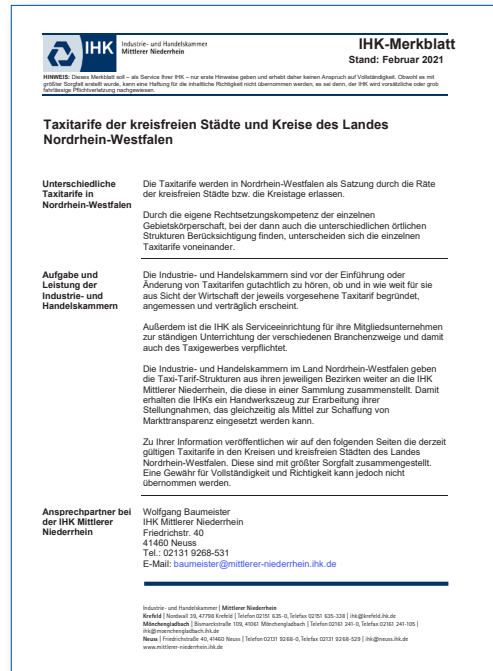 IHK
Industrie- und Handelskammer
Mittlerer Niederrhein
IHK-Merkblatt
Stand: Februar 2021
HINWEIS: Dieses Merkblatt soll – als Service Ihrer IHK – nur erste Hinweise geben und erhebt daher keinen Anspruch auf Vollständigkeit. Obwohl es mit
größter Sorgfalt erstellt wurde, kann eine Haftung für die inhaltliche Richtigkeit nicht übernommen werden, es sei denn, der IHK wird vorsätzliche oder grob
fahrlässige Pflichtverletzung nachgewiesen.
Taxitarife der kreisfreien Städte und Kreise des Landes
Nordrhein-Westfalen
Unterschiedliche
Taxitarife in
Nordrhein-Westfalen
Die Taxitarife werden in Nordrhein-Westfalen als Satzung durch die Räte
der kreisfreien Städte bzw. die Kreistage erlassen.
Durch die eigene Rechtsetzungskompetenz der einzelnen
Gebietskörperschaft, bei der dann auch die unterschiedlichen örtlichen
Strukturen Berücksichtigung finden, unterscheiden sich die einzelnen
Taxitarife voneinander.
Aufgabe und
Leistung der
Industrie- und
Handelskammern
Die Industrie- und Handelskammern sind vor der Einführung oder
Änderung von Taxitarifen gutachtlich zu hören, ob und in wie weit für sie
aus Sicht der Wirtschaft der jeweils vorgesehene Taxitarif begründet,
angemessen und verträglich erscheint.
Außerdem ist die IHK als Serviceeinrichtung für ihre Mitgliedsunternehmen
zur ständigen Unterrichtung der verschiedenen Branchenzweige und damit
auch des Taxigewerbes verpflichtet.
Die Industrie- und Handelskammern im Land Nordrhein-Westfalen geben
die Taxi-Tarif-Strukturen aus ihren jeweiligen Bezirken weiter an die IHK
Mittlerer Niederrhein, die diese in einer Sammlung zusammenstellt. Damit
erhalten die IHKs ein Handwerkszeug zur Erarbeitung ihrer
Stellungnahmen, das gleichzeitig als Mittel zur Schaffung von
Markttransparenz eingesetzt werden kann.
Zu Ihrer Information veröffentlichen wir auf den folgenden Seiten die derzeit
gültigen Taxitarife in den Kreisen und kreisfreien Städten des Landes
Nordrhein-Westfalen. Diese sind mit größter Sorgfalt zusammengestellt.
Eine Gewähr für Vollständigkeit und Richtigkeit kann jedoch nicht
übernommen werden.
Ansprechpartner bei
der IHK Mittlerer
Niederrhein
Wolfgang Baumeister
IHK Mittlerer Niederrhein
Friedrichstr. 40
41460 Neuss
Tel.: 02131 9268-531
E-Mail: baumeister@mittlerer-niederrhein.ihk.de
Industrie- und Handelskammer | Mittlerer Niederrhein
Krefeld | Nordwall 39, 47798 Krefeld | Telefon 02151 635-0, Telefax 02151 635-338 | ihk@krefeld.ihk.de
Mönchengladbach | Bismarckstraße 109, 41061 Mönchengladbach | Telefon 02161 241-0, Telefax 02161 241-105 |
ihk@moenchengladbach.ihk.de
Neuss | Friedrichstraße 40, 41460 Neuss | Telefon 02131 9268-0, Telefax 02131 9268-529 | ihk@neuss.ihk.de
www.mittlerer-niederrhein.ihk.de